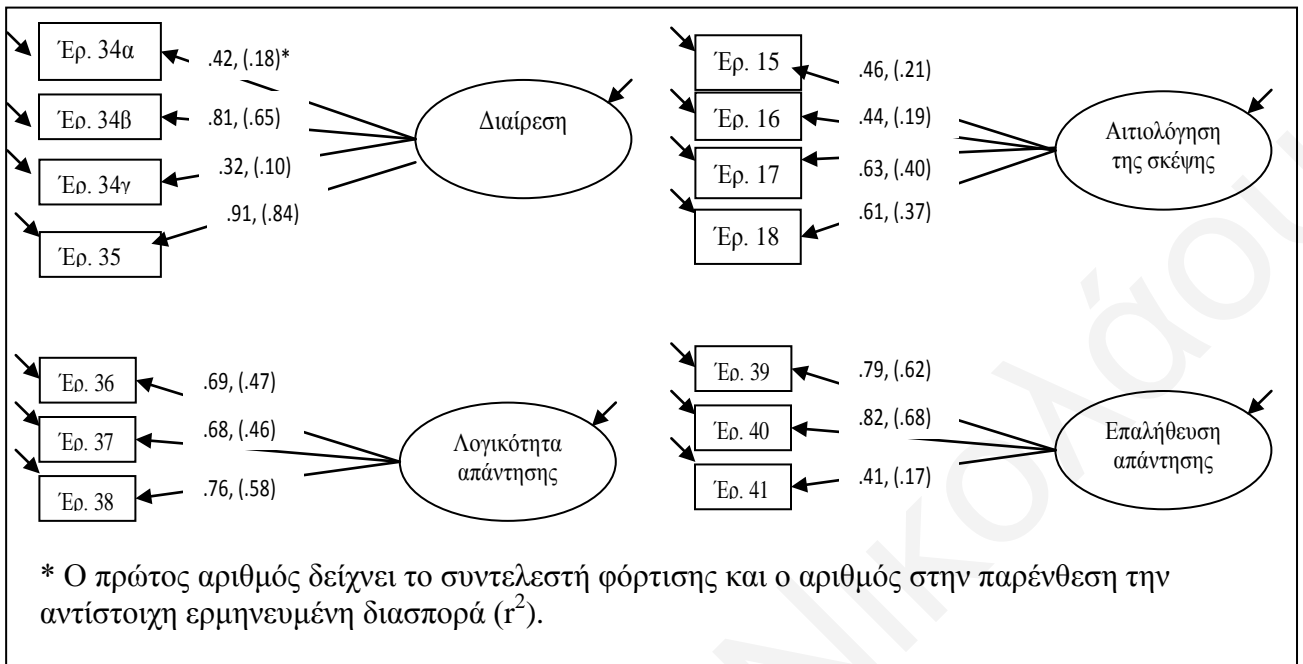 Έρ. 34α
.42, (.18)*
Έρ. 34β
.81, (.65)
Έρ. 34γ
.32, (.10)
Έρ. 35
.91, (.84)
Διαίρεση
Έρ. 15
.46, (.21)
Έρ. 16
.44, (.19)
Έρ. 17
.63, (.40)
Έρ. 18
.61, (.37)
Αιτιολόγηση
της σκέψης
Έρ. 36
.69, (.47)
Έρ. 37
.68, (.46)
Έρ. 38
.76, (.58)
Λογικότητα
απάντησης
Έρ. 39
.79, (.62)
Έρ. 40
.82, (.68)
Έρ. 41
.41, (.17)
Επαλήθευση
απάντησης
* Ο πρώτος αριθμός δείχνει το συντελεστή φόρτισης και ο αριθμός στην παρένθεση την
αντίστοιχη ερμηνευμένη διασπορά (r²).
Νικολάου